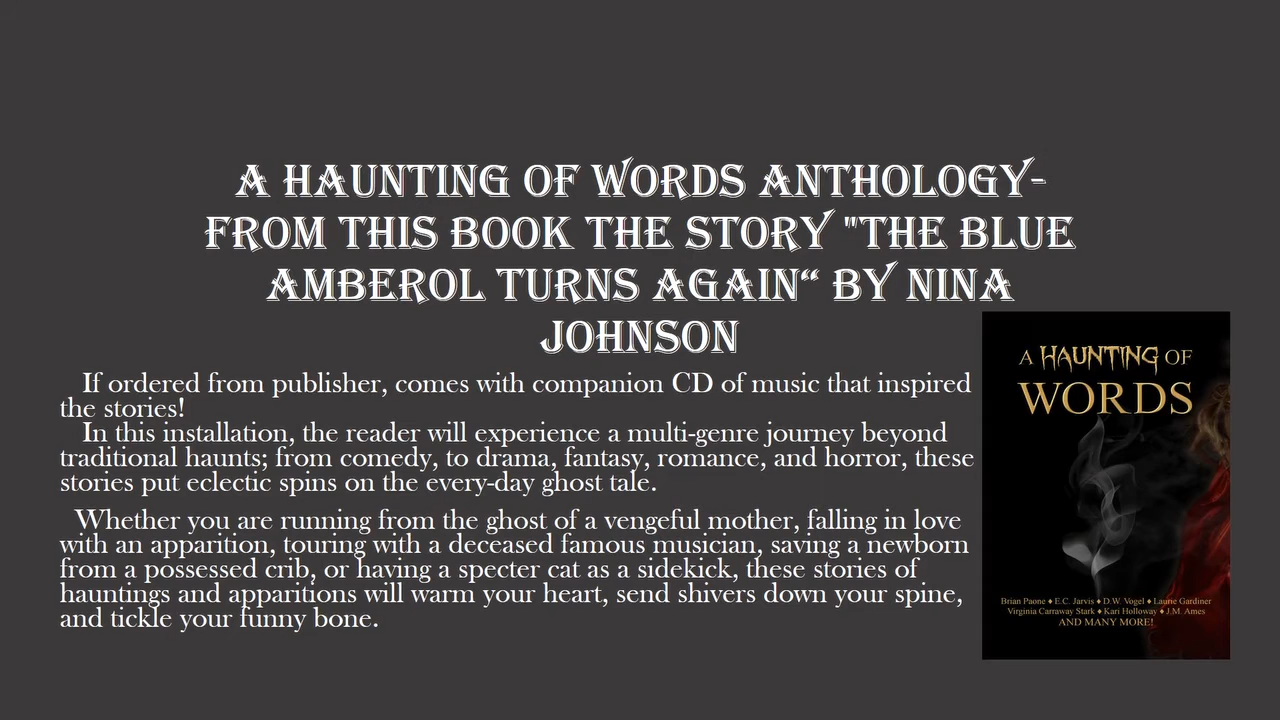 A HAUNTING OF WORDS ANTHOLOGY-
FROM THIS BOOK THE STORY "THE BLUE
AMBEROL TURNS AGAIN“ BY NINA
JOHNSON
If ordered from publisher, comes with companion CD of music that inspired
the stories!
In this installation, the reader will experience a multi-genre journey beyond
traditional haunts; from comedy, to drama, fantasy, romance, and horror, these
stories put eclectic spins on the every-day ghost tale.
Whether you are running from the ghost of a vengeful mother, falling in love
with an apparition, touring with a deceased famous musician, saving a newborn
from a possessed crib, or having a specter cat as a sidekick, these stories of
hauntings and apparitions will warm your heart, send shivers down your spine,
and tickle your funny bone.
A HAUNTING OF
WORDS
Brian Paone ♦ E.C. Jarvis ♦ D.W. Vogel ♦ Laurie Gardiner
Virginia Carraway Stark ♦ Kari Holloway ♦ J.M. Ames
AND MANY MORE!